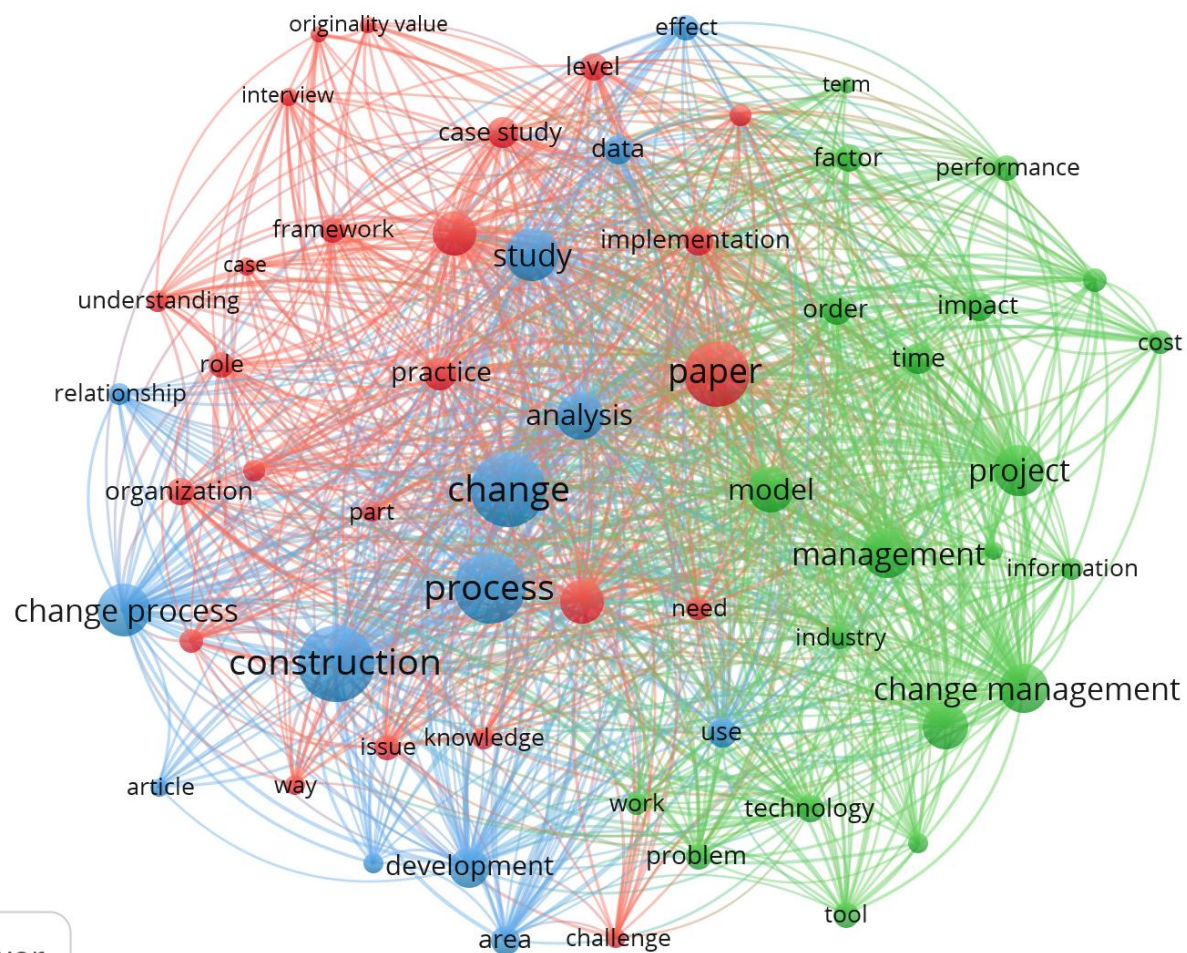 originality value
effect
level
interview
term
case study
data
factor
performance
framework
study
implementation
case
understanding
order
impact
cost
role
practice
paper
time
relationship
analysis
project
organization
change
model
part
management
information
process
need
change process
industry
construction
change management
issue
knowledge
use
article
way
work
technology
development
problem
tool
area
challenge